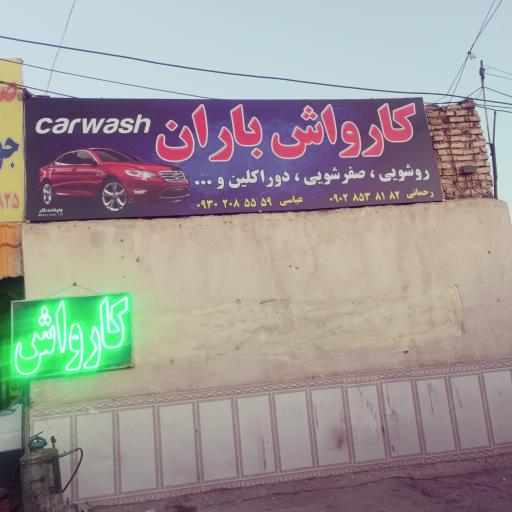 کارواش باران
carwash
روشویی ، صفرشویی ، دوراکلین و ...
رحمانی ۰۹۰۲ ۸۵۳ ۸۱ ۸۲ عباسی ۰۹۳۰ ۲۰۸ ۵۵ ۵۹
کارواش